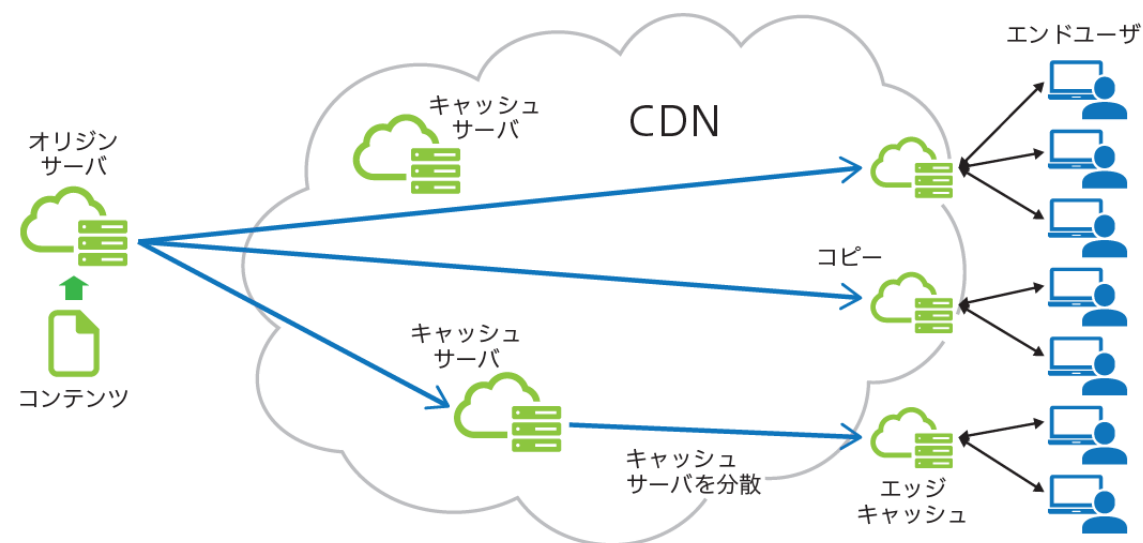 オリジン
サーバ
コンテンツ
キャッシュ
サーバ
CDN
キャッシュ
サーバ
コピー
キャッシュ
サーバを分散
エッジ
キャッシュ
エンドユーザ